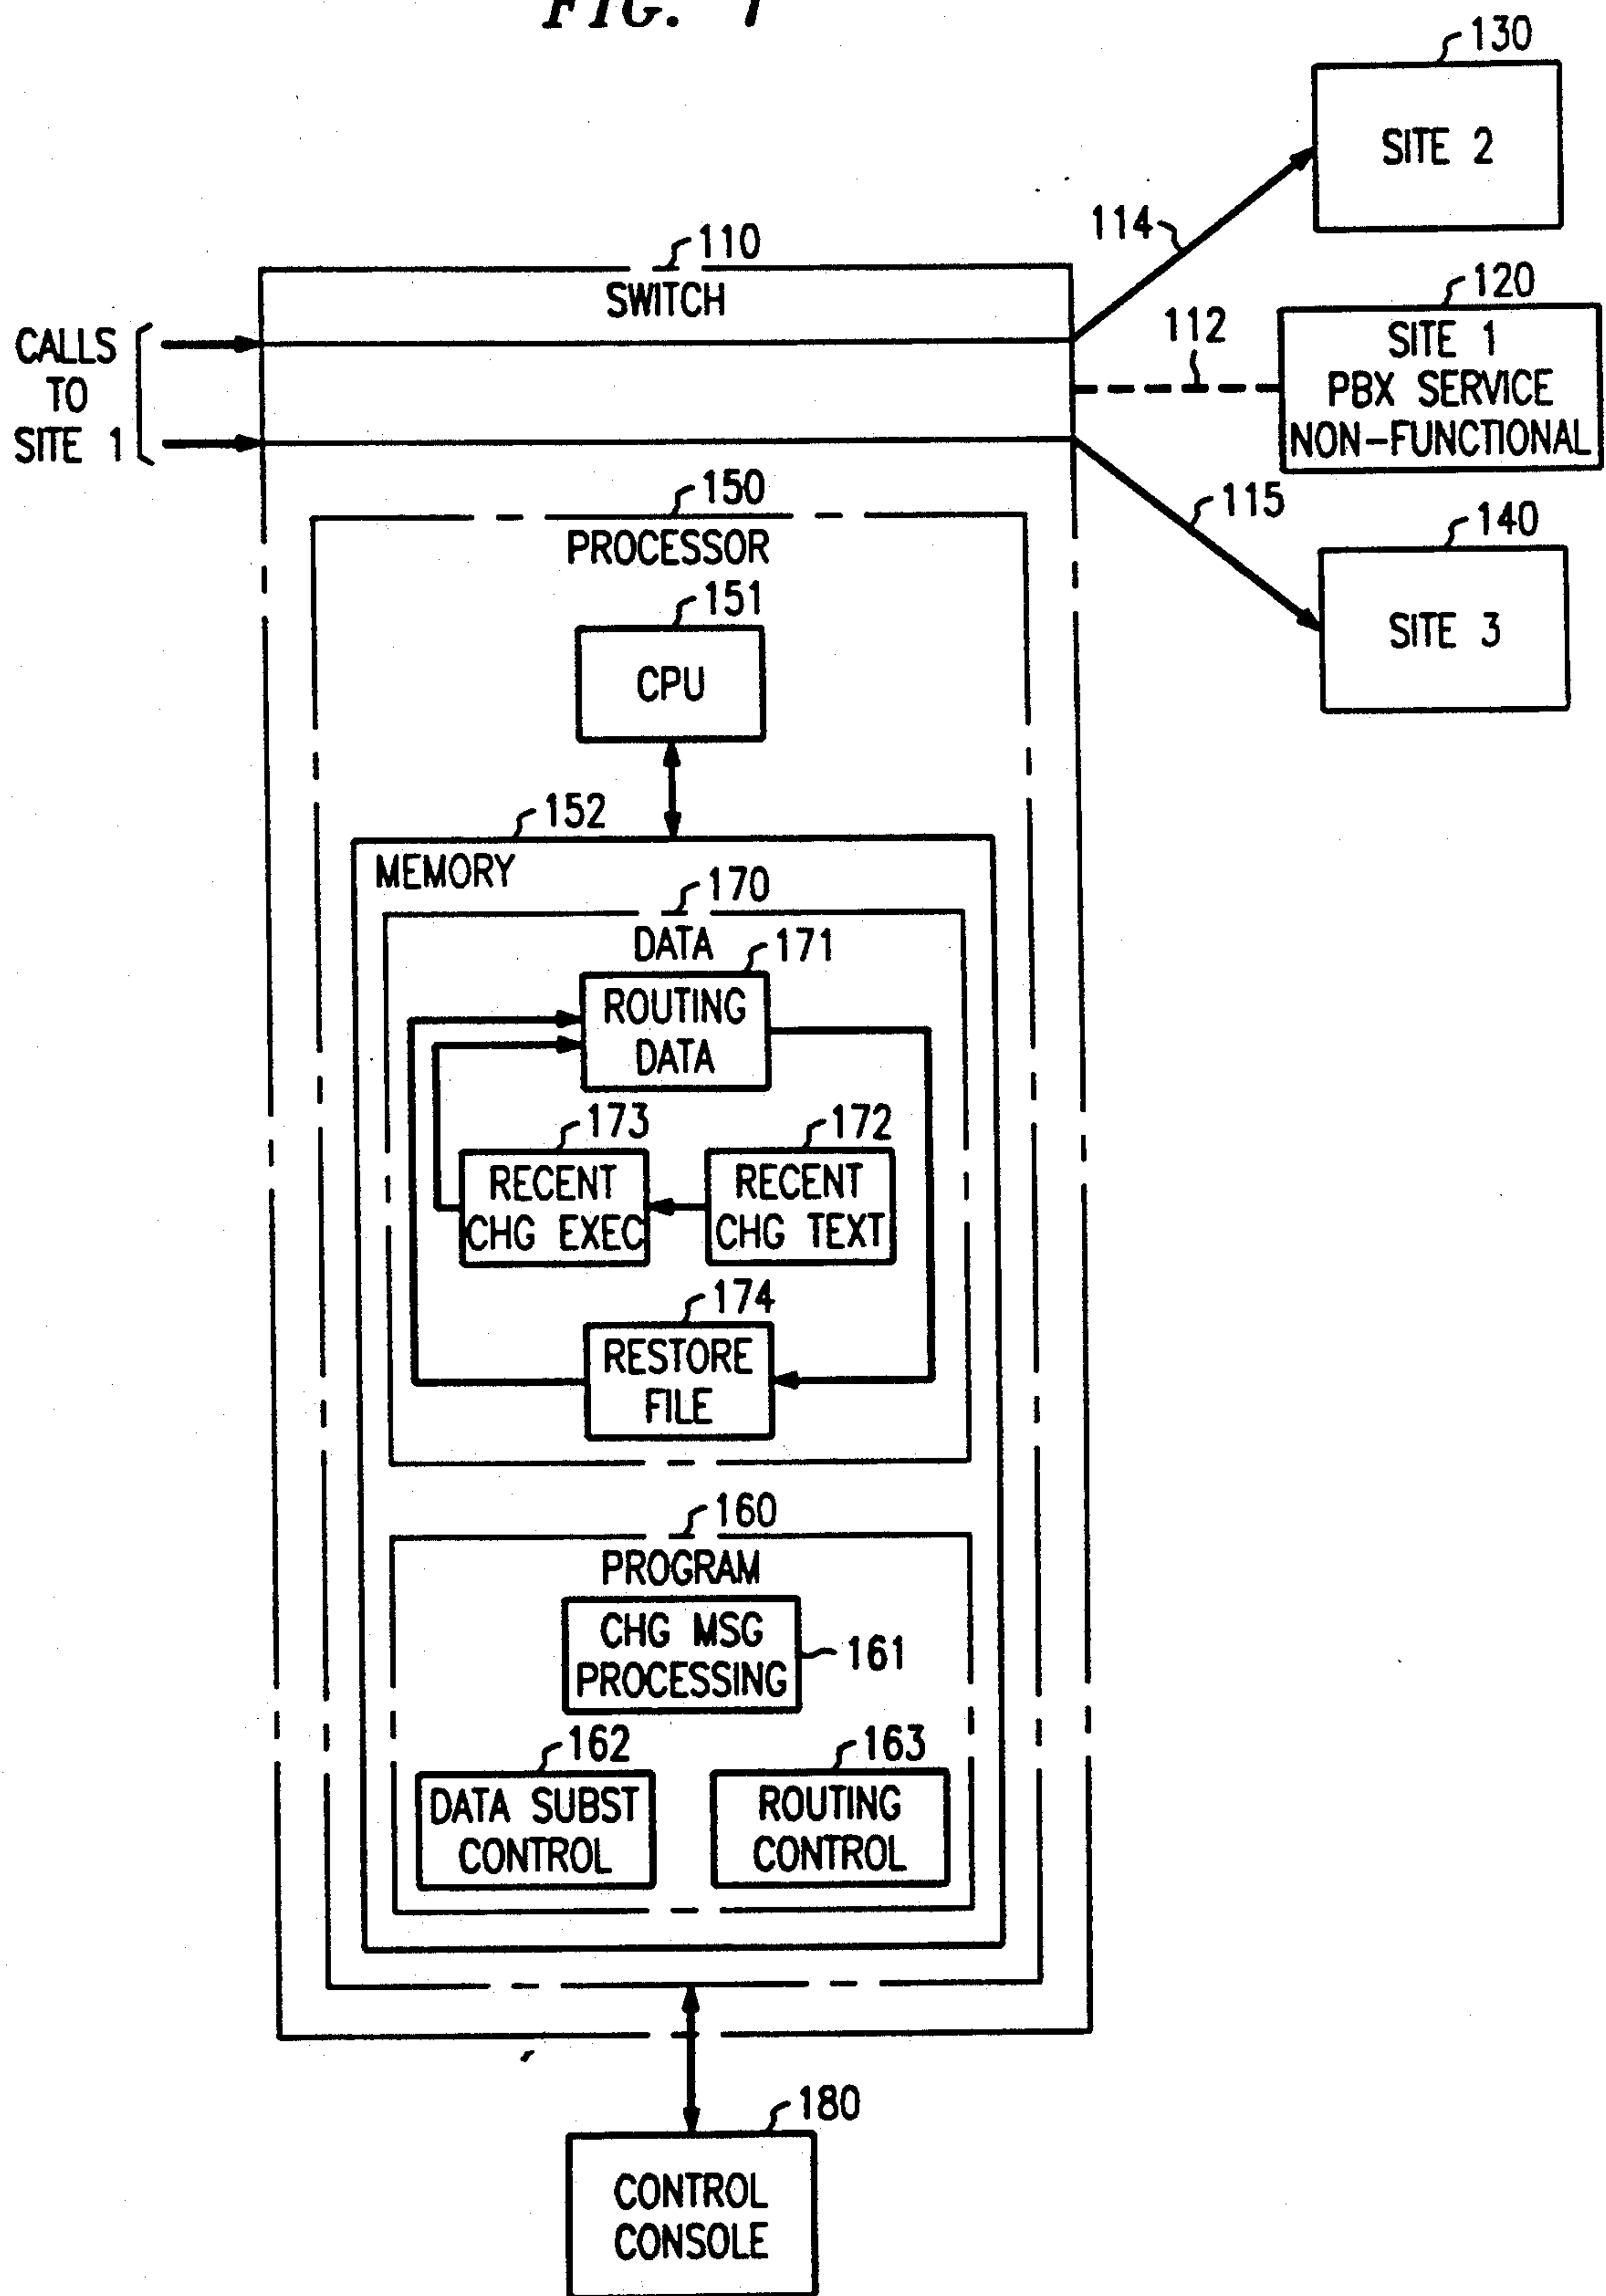 FIG. 1
130
SITE 2
114
110
SWITCH
120
SITE 1
PBX SERVICE
NON-FUNCTIONAL
112
CALLS
TO
SITE 1
115
140
SITE 3
150
PROCESSOR
151
CPU
152
MEMORY
170
DATA
171
ROUTING
DATA
173
RECENT
CHG EXEC
172
RECENT
CHG TEXT
174
RESTORE
FILE
160
PROGRAM
CHG MSG
PROCESSING
161
162
DATA SUBST
CONTROL
163
ROUTING
CONTROL
180
CONTROL
CONSOLE